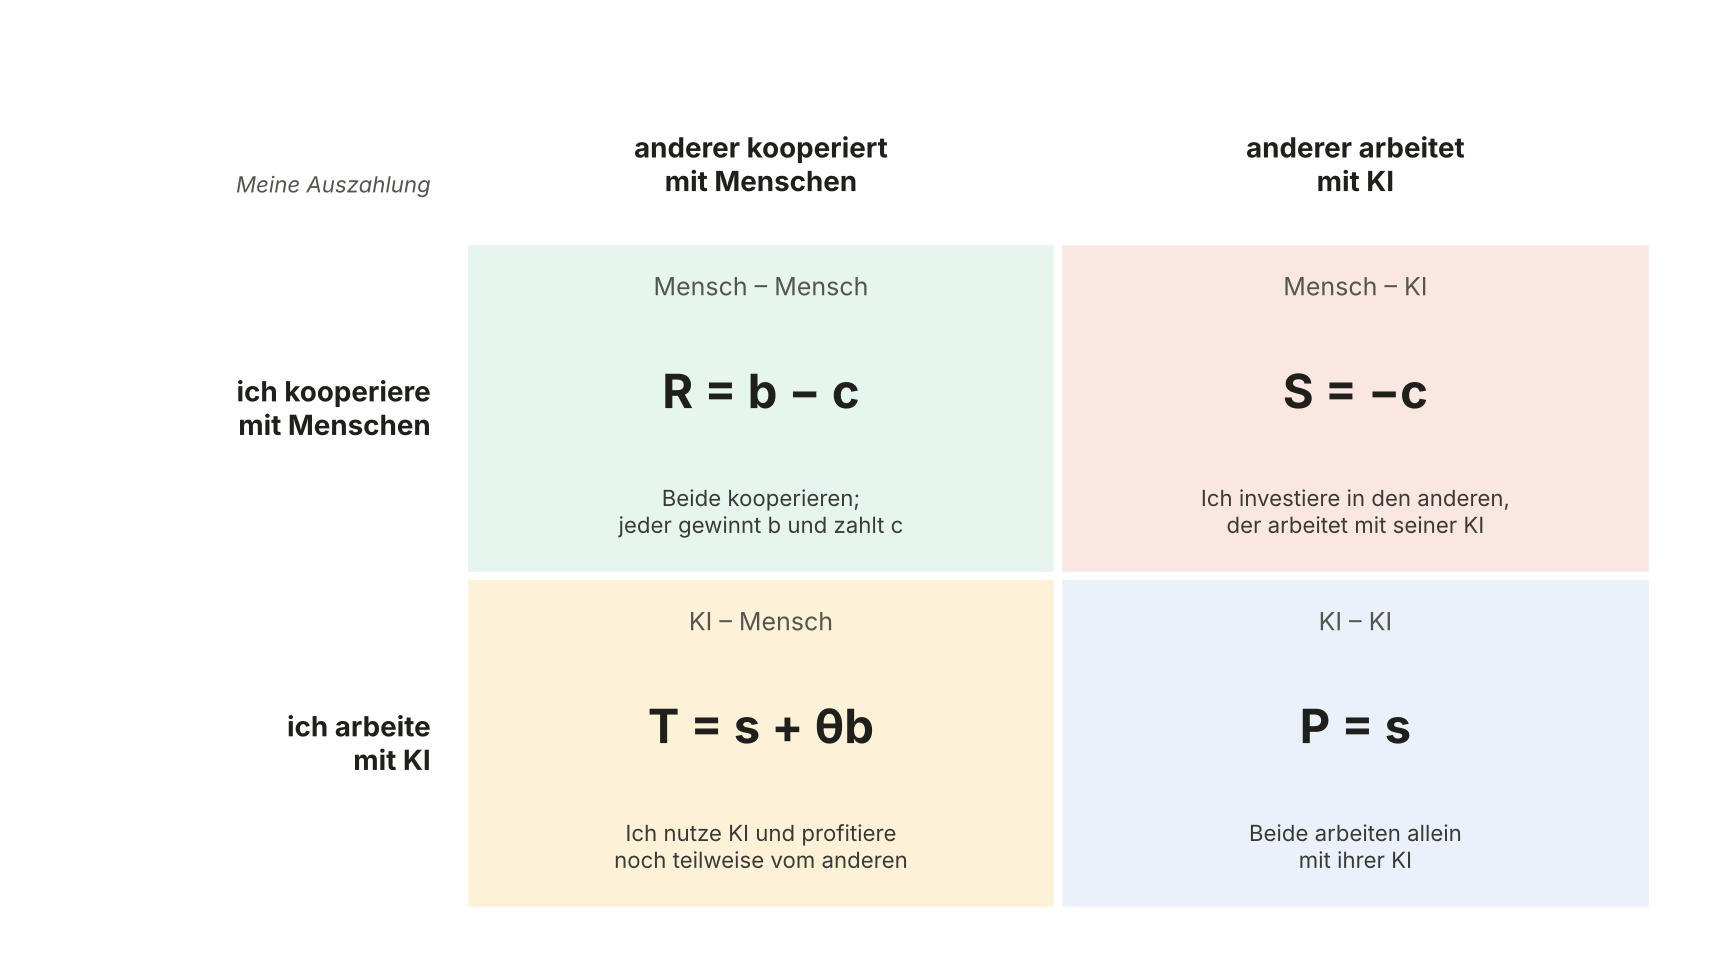 anderer kooperiert
mit Menschen
anderer arbeitet
mit KI
Meine Auszahlung
ich kooperiere
mit Menschen
Mensch – Mensch
R = b − c
Beide kooperieren;
jeder gewinnt b und zahlt c
Mensch – KI
S = −c
Ich investiere in den anderen,
der arbeitet mit seiner KI
ich arbeite
mit KI
KI – Mensch
T = s + θb
Ich nutze KI und profitiere
noch teilweise vom anderen
KI – KI
P = s
Beide arbeiten allein
mit ihrer KI